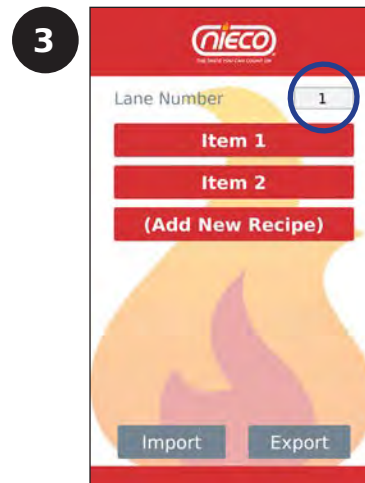 3
NIECO
THE TASTE YOU CAN COUNT ON
Lane Number 1
Item 1
Item 2
(Add New Recipe)
Import Export